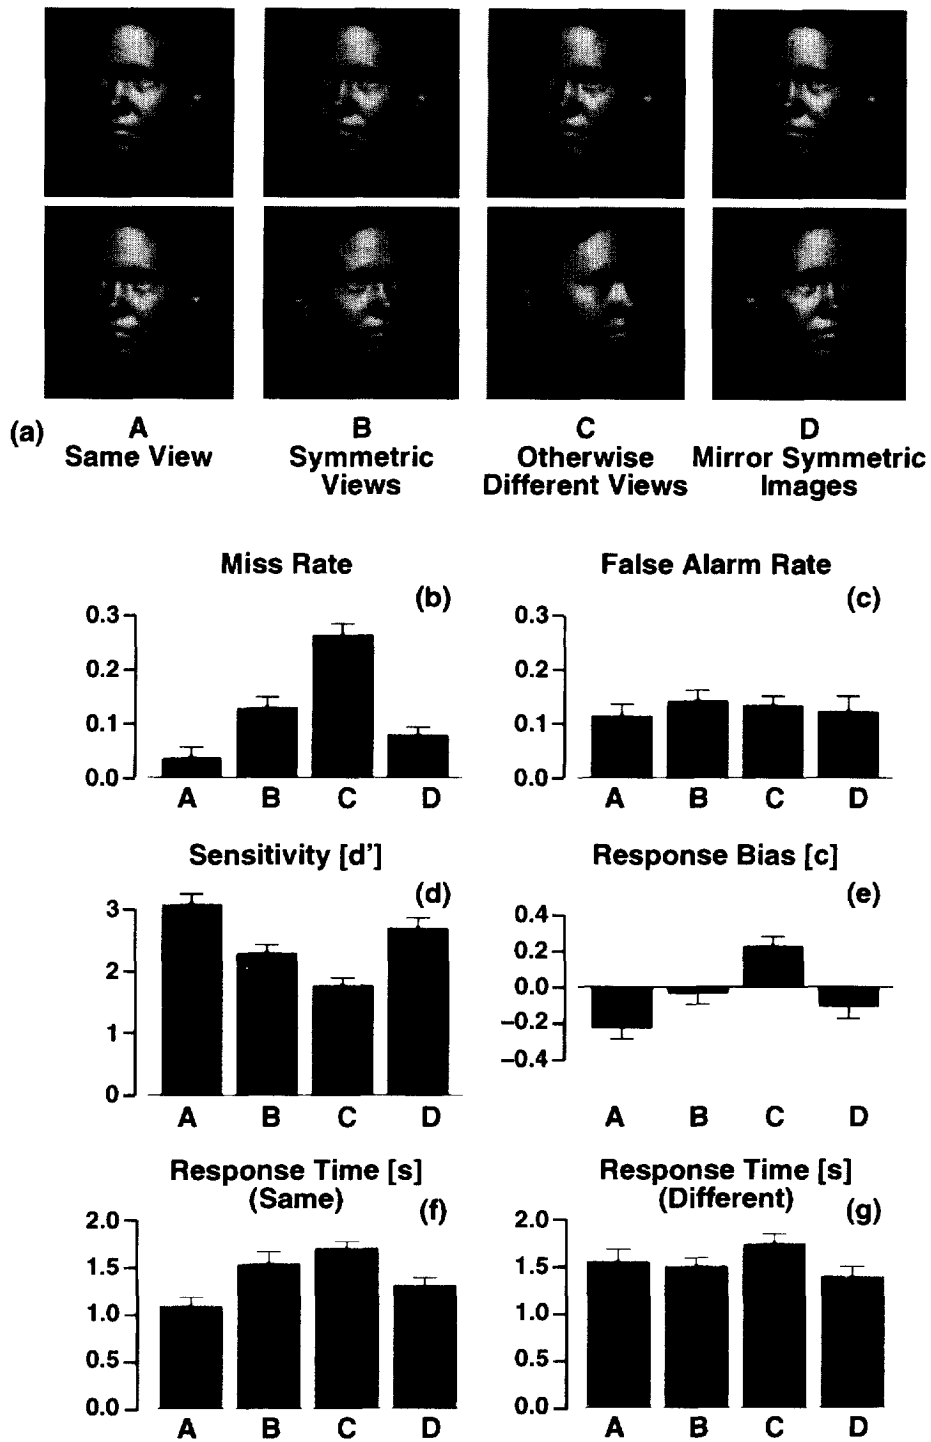 (a)
A B C D
Same View Symmetric Otherwise Mirror Symmetric
Views Different Views Images
Miss Rate
(b)
0.3
0.2
0.1
0.0
A B C D
False Alarm Rate
(c)
0.3
0.2
0.1
0.0
A B C D
Sensitivity [d']
(d)
3
2
1
0
A B C D
Response Bias [c]
(e)
0.4
0.2
0.0
−0.2
−0.4
A B C D
Response Time [s]
(Same)
(f)
2.0
1.5
1.0
0.5
0.0
A B C D
Response Time [s]
(Different)
(g)
2.0
1.5
1.0
0.5
0.0
A B C D